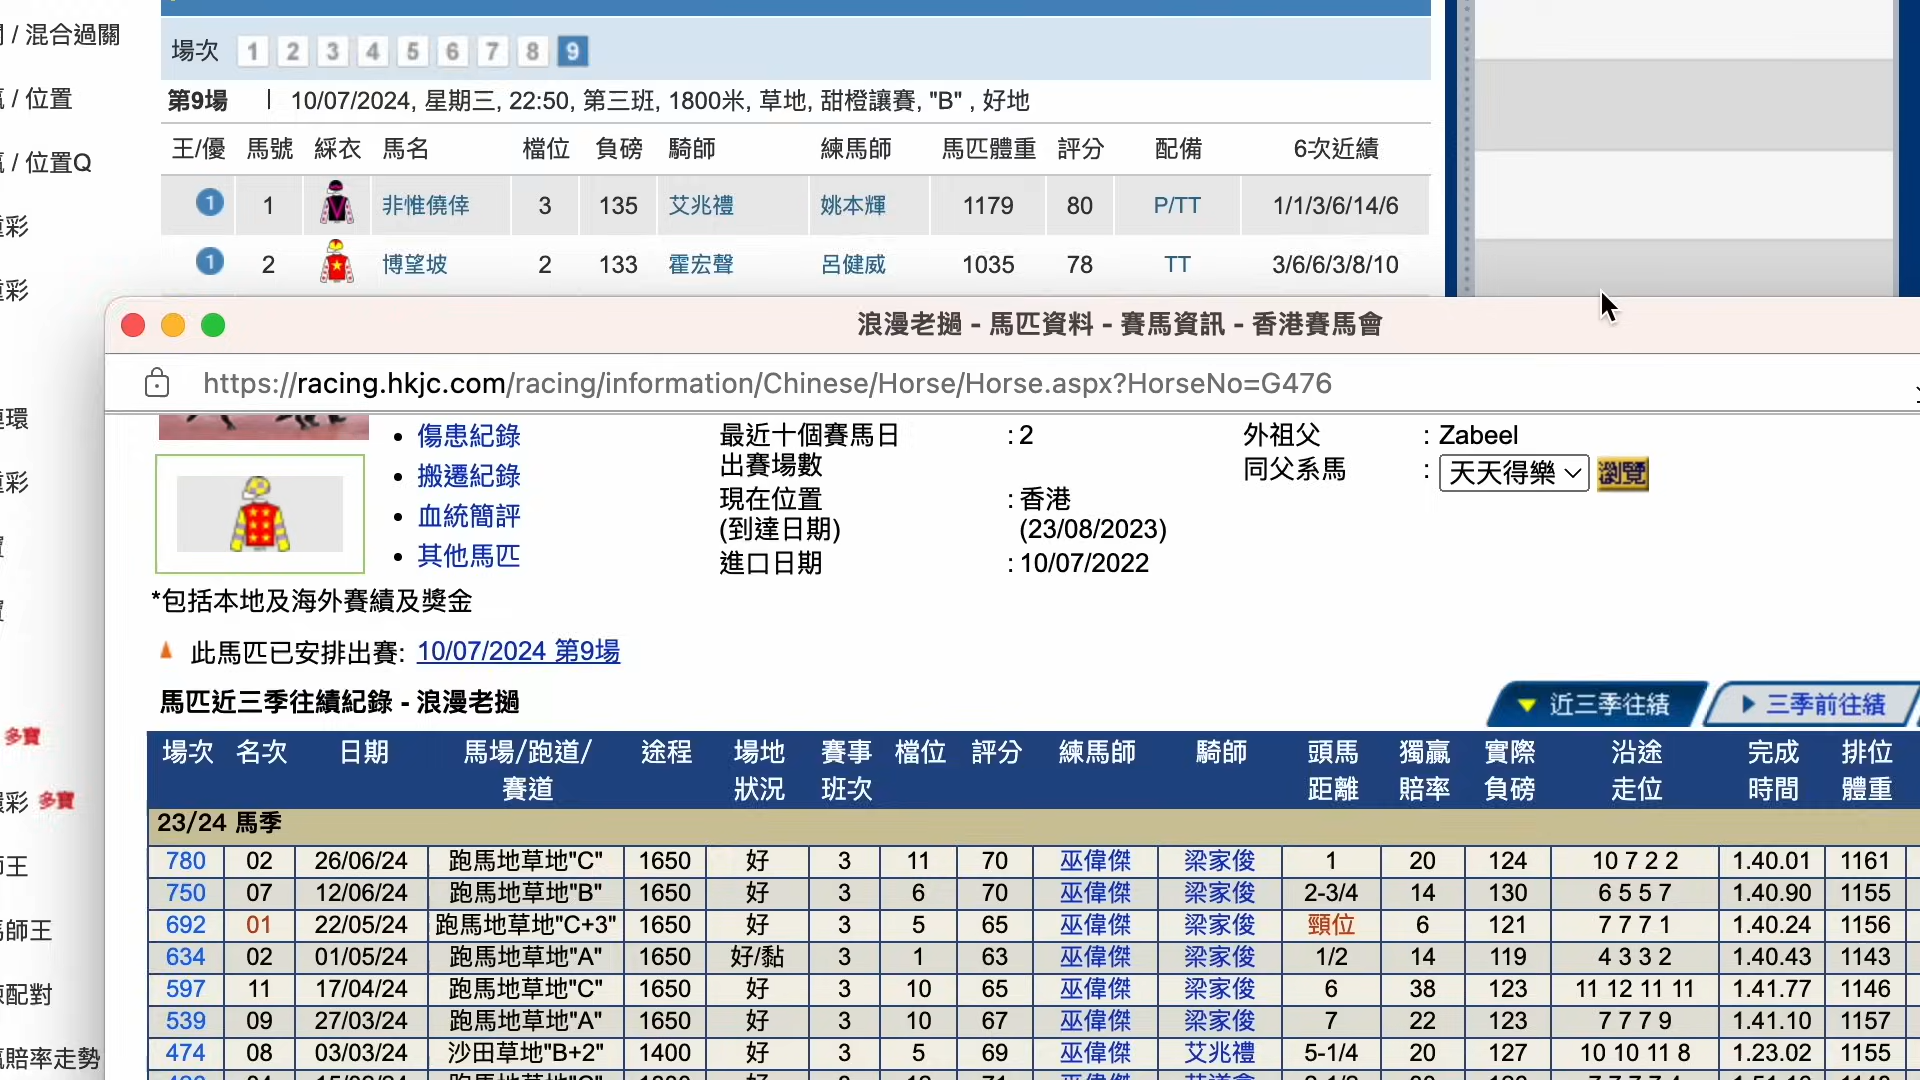 / 混合過關
場次 1 2 3 4 5 6 7 8 9
/ 位置
第9場 | 10/07/2024, 星期三, 22:50, 第三班, 1800米, 草地, 甜橙讓賽, "B" , 好地
/ 位置Q
王/優 馬號 綵衣 馬名 檔位 負磅 騎師 練馬師 馬匹體重 評分 配備 6次近績
1 1 非惟僥倖 3 135 艾兆禮 姚本輝 1179 80 P/TT 1/1/3/6/14/6
彩
1 2 博望坡 2 133 霍宏聲 呂健威 1035 78 TT 3/6/6/3/8/10
彩
浪漫老撾 - 馬匹資料 - 賽馬資訊 - 香港賽馬會
https://racing.hkjc.com/racing/information/Chinese/Horse/Horse.aspx?HorseNo=G476
環
• 傷患紀錄
• 搬遷紀錄
• 血統簡評
• 其他馬匹
最近十個賽馬日
出賽場數 : 2
現在位置 : 香港
(到達日期) (23/08/2023)
進口日期 : 10/07/2022
外祖父 : Zabeel
同父系馬 : 天天得樂 瀏覽
彩
*包括本地及海外賽績及獎金
此馬匹已安排出賽: 10/07/2024 第9場
馬匹近三季往績紀錄 - 浪漫老撾
近三季往績 三季前往績
多寶
彩 多寶
王
師王
配對
賠率走勢
場次 名次 日期 馬場/跑道/賽道 途程 場地狀況 賽事班次 檔位 評分 練馬師 騎師 頭馬距離 獨贏賠率 實際負磅 沿途走位 完成時間 排位體重
23/24 馬季
780 02 26/06/24 跑馬地草地"C" 1650 好 3 11 70 巫偉傑 梁家俊 1 20 124 10 7 2 2 1.40.01 1161
750 07 12/06/24 跑馬地草地"B" 1650 好 3 6 70 巫偉傑 梁家俊 2-3/4 14 130 6 5 5 7 1.40.90 1155
692 01 22/05/24 跑馬地草地"C+3" 1650 好 3 5 65 巫偉傑 梁家俊 頸位 6 121 7 7 7 1 1.40.24 1156
634 02 01/05/24 跑馬地草地"A" 1650 好/黏 3 1 63 巫偉傑 梁家俊 1/2 14 119 4 3 3 2 1.40.43 1143
597 11 17/04/24 跑馬地草地"C" 1650 好 3 10 65 巫偉傑 梁家俊 6 38 123 11 12 11 11 1.41.77 1146
539 09 27/03/24 跑馬地草地"A" 1650 好 3 10 67 巫偉傑 梁家俊 7 22 123 7 7 7 9 1.41.10 1157
474 08 03/03/24 沙田草地"B+2" 1400 好 3 5 69 巫偉傑 艾兆禮 5-1/4 20 127 10 10 11 8 1.23.02 1155